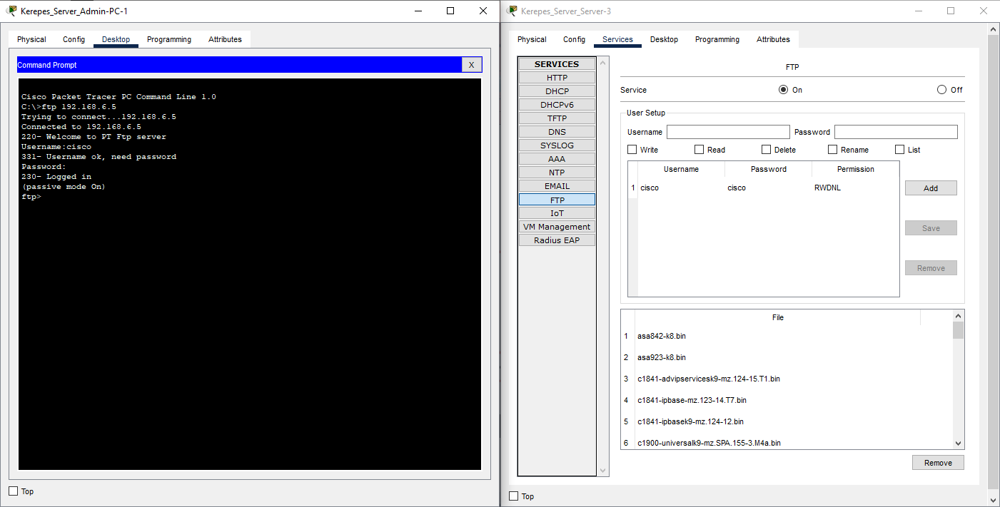 Kerepes_Server_Admin-PC-1
Physical Config Desktop Programming Attributes
Command Prompt X
Cisco Packet Tracer PC Command Line 1.0
C:\>ftp 192.168.6.5
Trying to connect...192.168.6.5
Connected to 192.168.6.5
220- Welcome to PT Ftp server
Username:cisco
331- Username ok, need password
Password:
230- Logged in
(passive mode On)
ftp>
Top
Kerepes_Server_Server-3
Physical Config Services Desktop Programming Attributes
SERVICES
HTTP
DHCP
DHCPv6
TFTP
DNS
SYSLOG
AAA
NTP
EMAIL
FTP
IoT
VM Management
Radius EAP
FTP
Service On Off
User Setup
Username Password
Write Read Delete Rename List
Username Password Permission
1 cisco cisco RWDNL
Add
Save
Remove
File
1 asa842-k8.bin
2 asa923-k8.bin
3 c1841-advipservicesk9-mz.124-15.T1.bin
4 c1841-ipbase-mz.123-14.T7.bin
5 c1841-ipbasek9-mz.124-12.bin
6 c1900-universalk9-mz.SPA.155-3.M4a.bin
Remove
Top